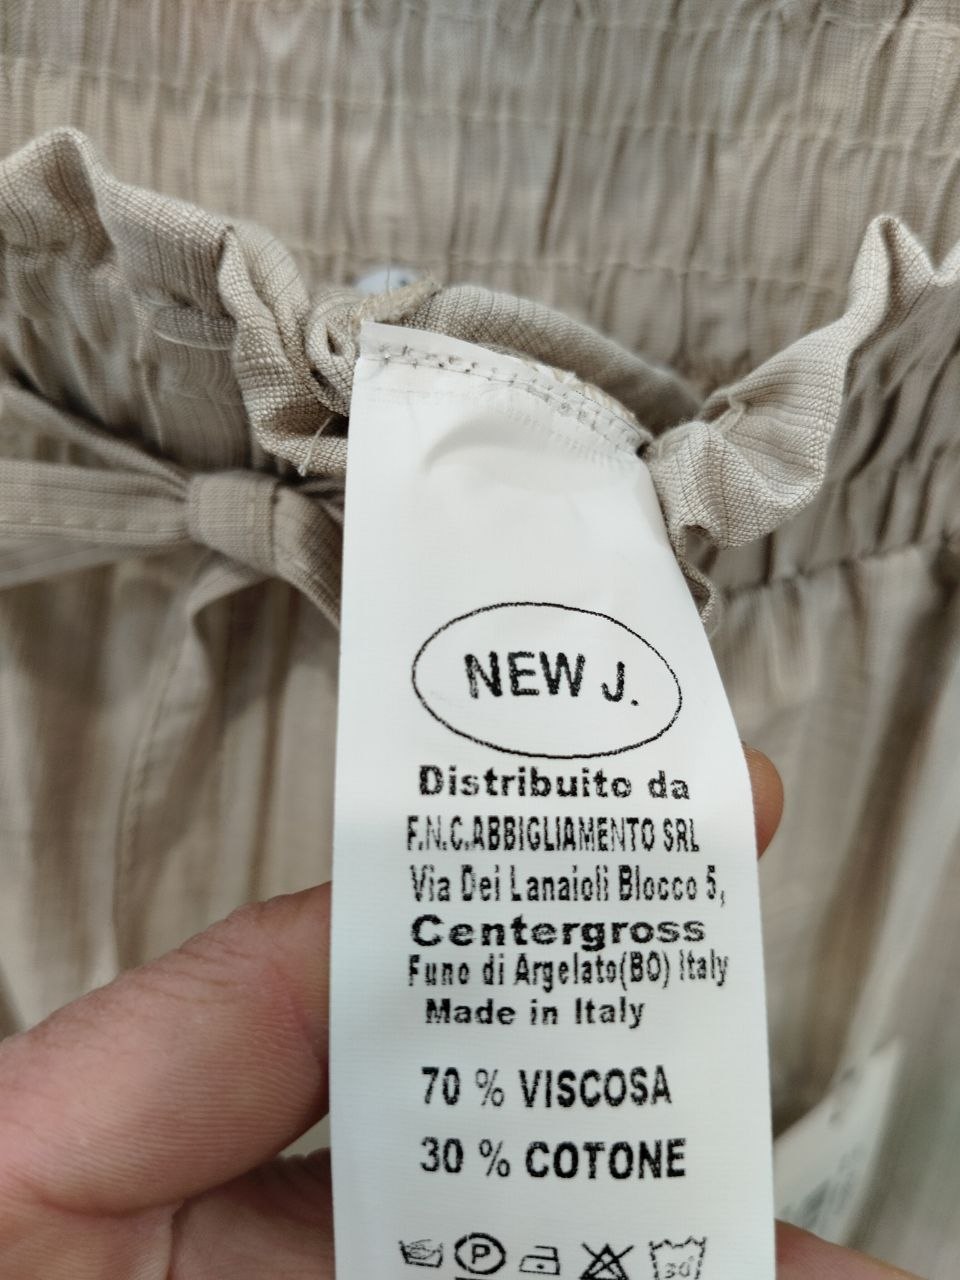 NEW J.
Distribuito da
F.N.C.ABBIGLIAMENTO SRL
Via Dei Lanaioli Blocco 5,
Centergross
Funo di Argelato(BO) Italy
Made in Italy
70 % VISCOSA
30 % COTONE
P
30°